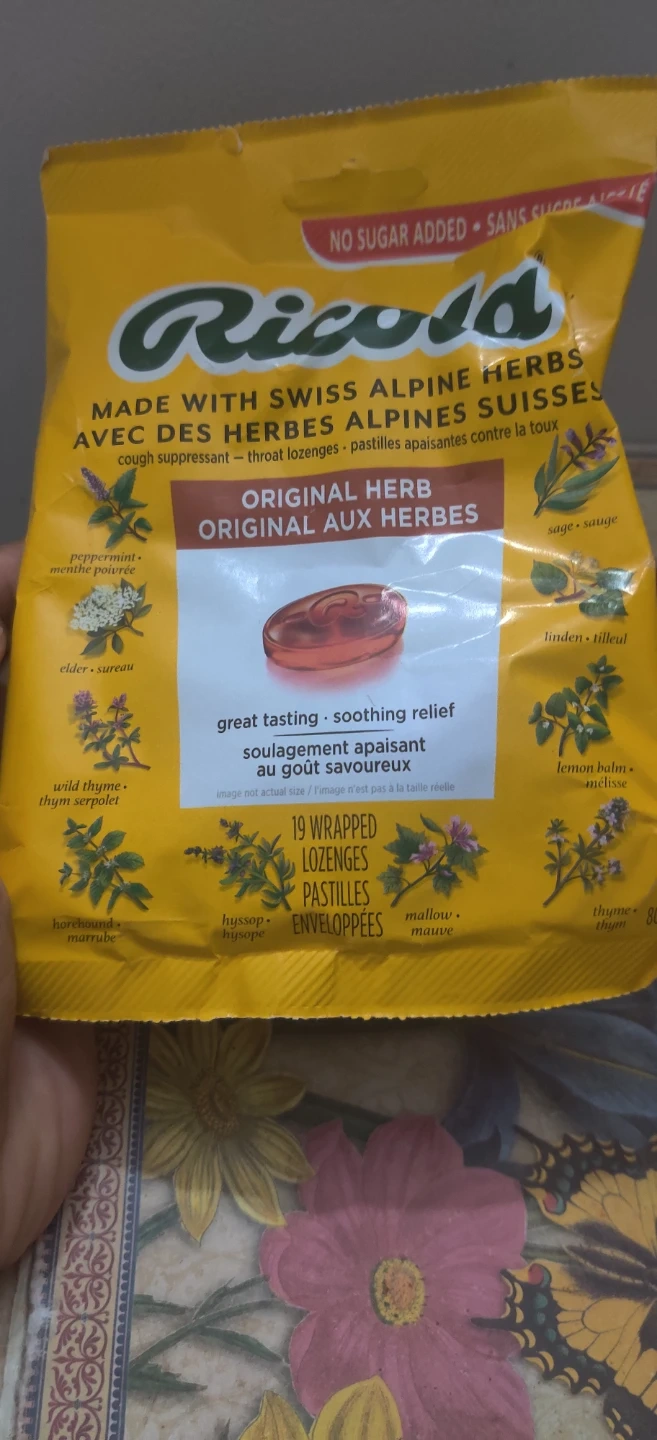 NO SUGAR ADDED • SANS SUCRE AJOUTÉ
Ricola
MADE WITH SWISS ALPINE HERBS
AVEC DES HERBES ALPINES SUISSES
cough suppressant – throat lozenges · pastilles apaisantes contre la toux
ORIGINAL HERB
ORIGINAL AUX HERBES
peppermint •
menthe poivrée
sage • sauge
elder • sureau
linden • tilleul
great tasting · soothing relief
soulagement apaisant
au goût savoureux
image not actual size / l'image n'est pas à la taille réelle
wild thyme •
thym serpolet
lemon balm •
mélisse
19 WRAPPED
LOZENGES
PASTILLES
ENVELOPPÉES
horehound •
marrube
hyssop •
hysope
mallow •
mauve
thyme •
thym